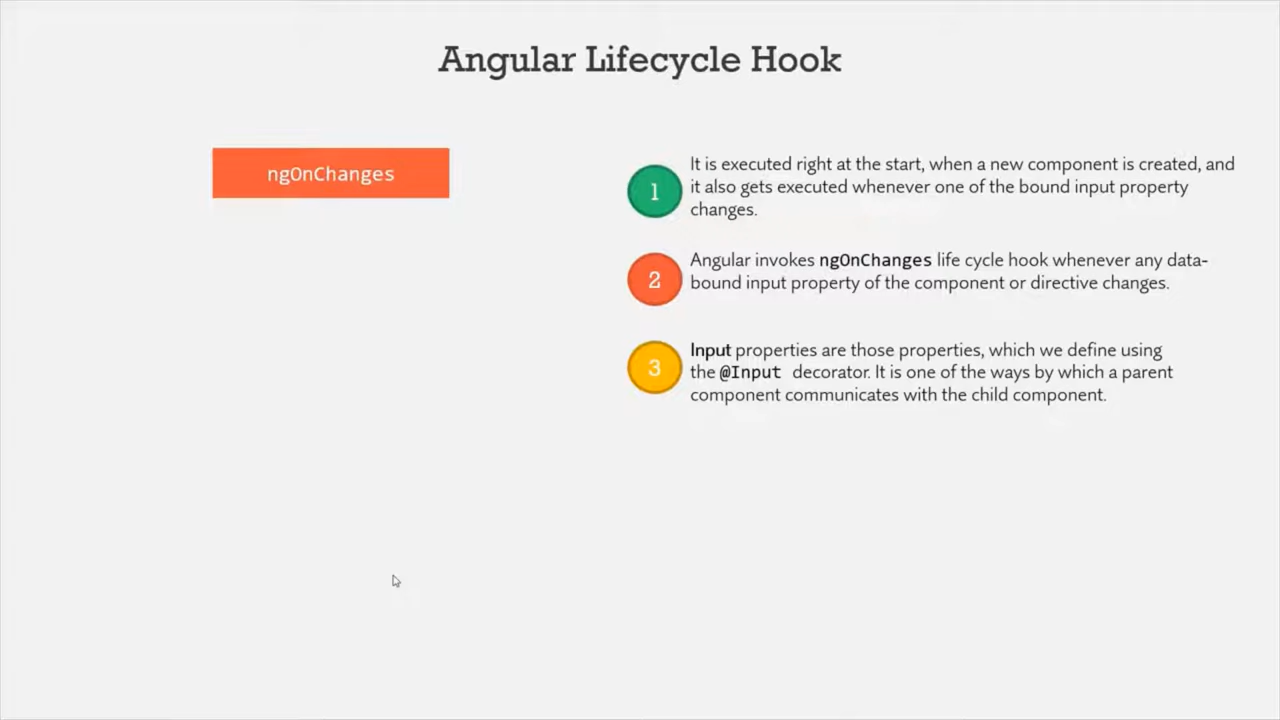 Angular Lifecycle Hook
ngOnChanges
1
It is executed right at the start, when a new component is created, and
it also gets executed whenever one of the bound input property
changes.
2
Angular invokes ngOnChanges life cycle hook whenever any data-
bound input property of the component or directive changes.
3
Input properties are those properties, which we define using
the @Input decorator. It is one of the ways by which a parent
component communicates with the child component.